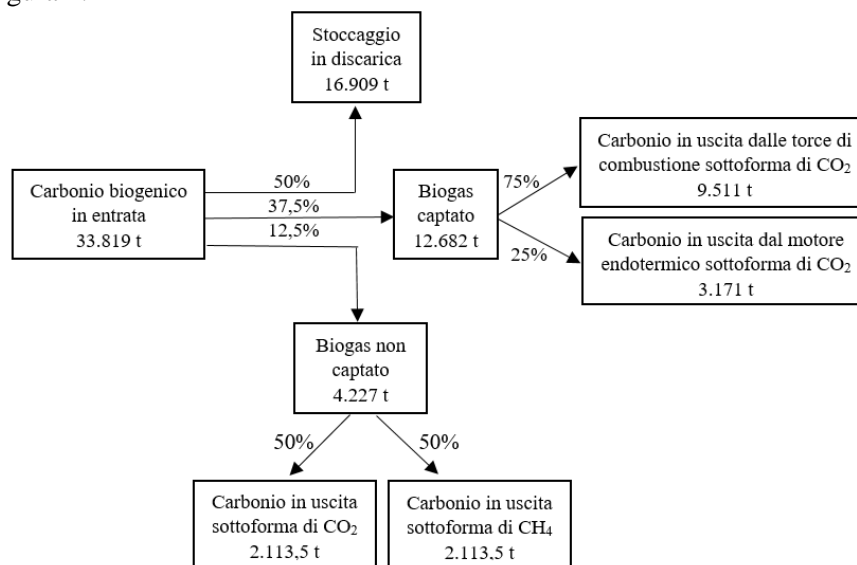 Stoccaggio
in discarica
16.909 t
Carbonio biogenico
in entrata
33.819 t
50%
37,5%
12,5%
Biogas
captato
12.682 t
75%
25%
Carbonio in uscita dalle torce di
combustione sottoforma di CO₂
9.511 t
Carbonio in uscita dal motore
endotermico sottoforma di CO₂
3.171 t
Biogas non
captato
4.227 t
50%
50%
Carbonio in uscita
sottoforma di CO₂
2.113,5 t
Carbonio in uscita
sottoforma di CH₄
2.113,5 t